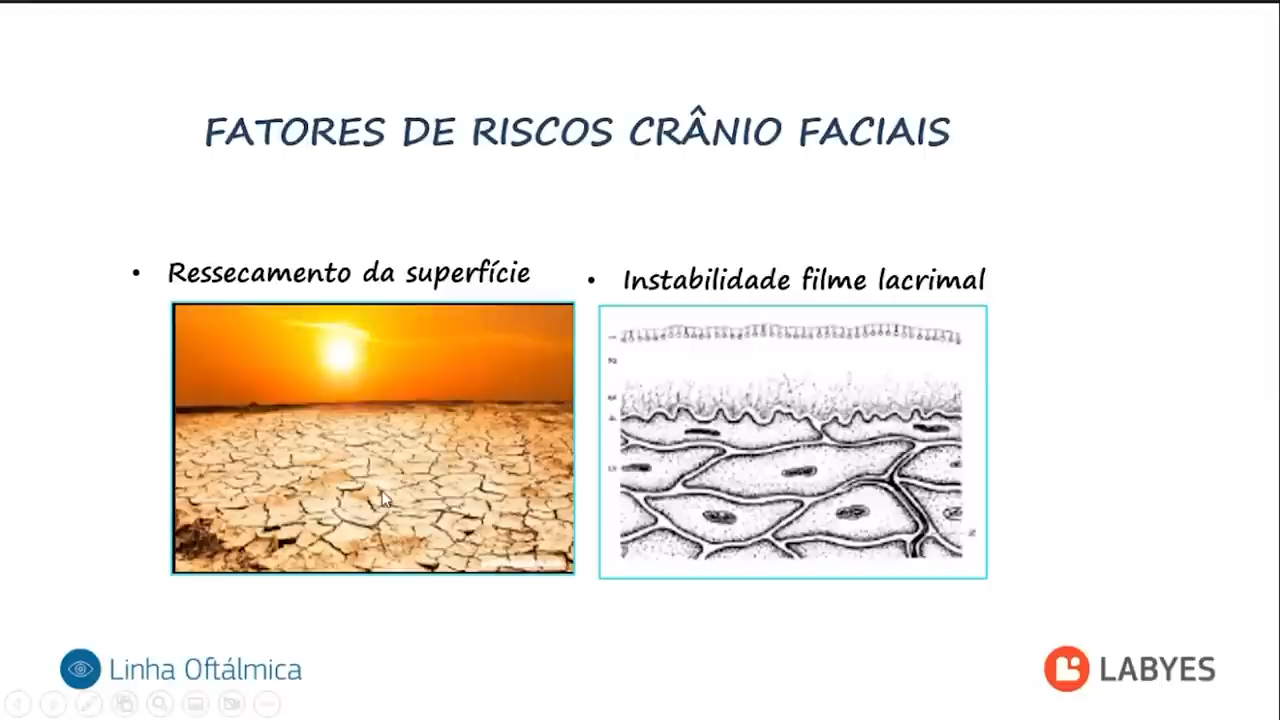 FATORES DE RISCOS CRÂNIO FACIAIS
• Ressecamento da superfície
• Instabilidade filme lacrimal
Linha Oftálmica
LABYES